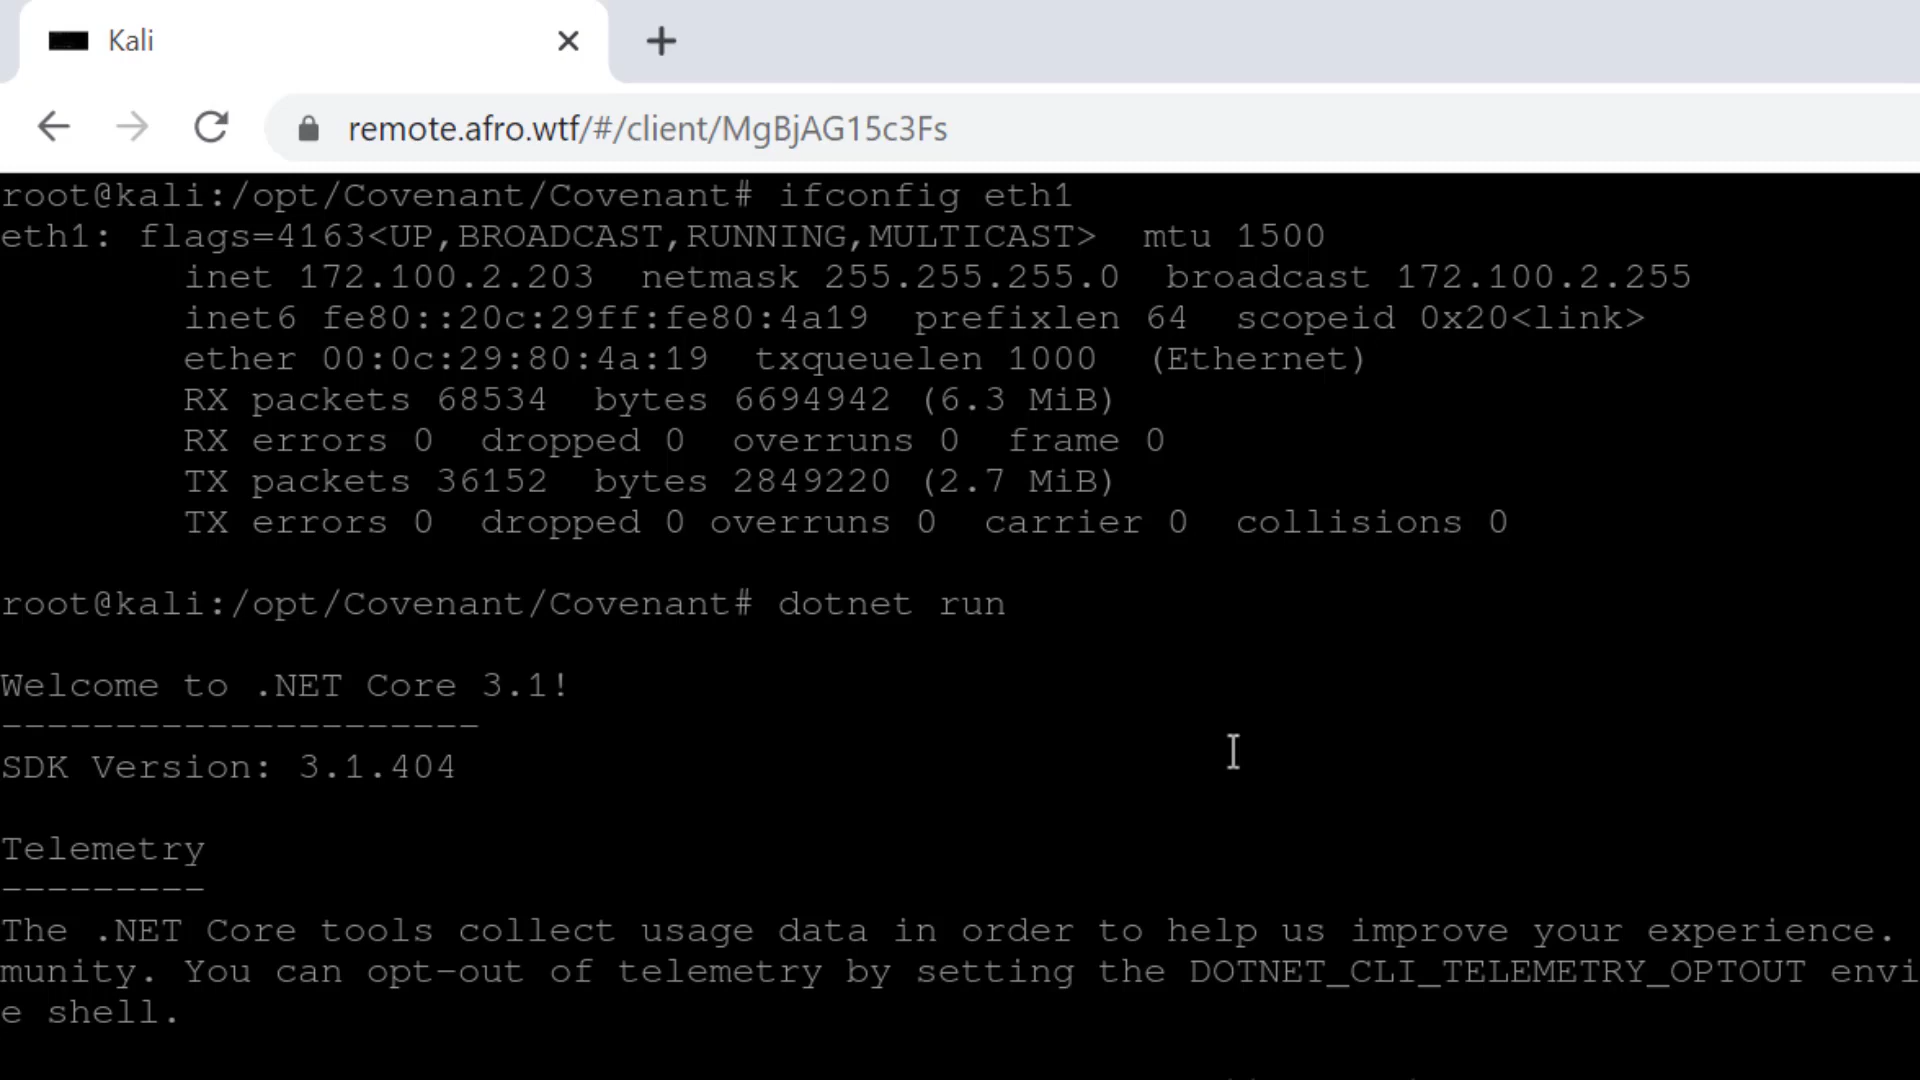 Kali
remote.afro.wtf/#/client/MgBjAG15c3Fs
root@kali:/opt/Covenant/Covenant# ifconfig eth1
eth1: flags=4163<UP,BROADCAST,RUNNING,MULTICAST>  mtu 1500
        inet 172.100.2.203  netmask 255.255.255.0  broadcast 172.100.2.255
        inet6 fe80::20c:29ff:fe80:4a19  prefixlen 64  scopeid 0x20<link>
        ether 00:0c:29:80:4a:19  txqueuelen 1000  (Ethernet)
        RX packets 68534  bytes 6694942 (6.3 MiB)
        RX errors 0  dropped 0  overruns 0  frame 0
        TX packets 36152  bytes 2849220 (2.7 MiB)
        TX errors 0  dropped 0 overruns 0  carrier 0  collisions 0
root@kali:/opt/Covenant/Covenant# dotnet run
Welcome to .NET Core 3.1!
---------------------
SDK Version: 3.1.404
Telemetry
---------
The .NET Core tools collect usage data in order to help us improve your experience.
munity. You can opt-out of telemetry by setting the DOTNET_CLI_TELEMETRY_OPTOUT envi
e shell.